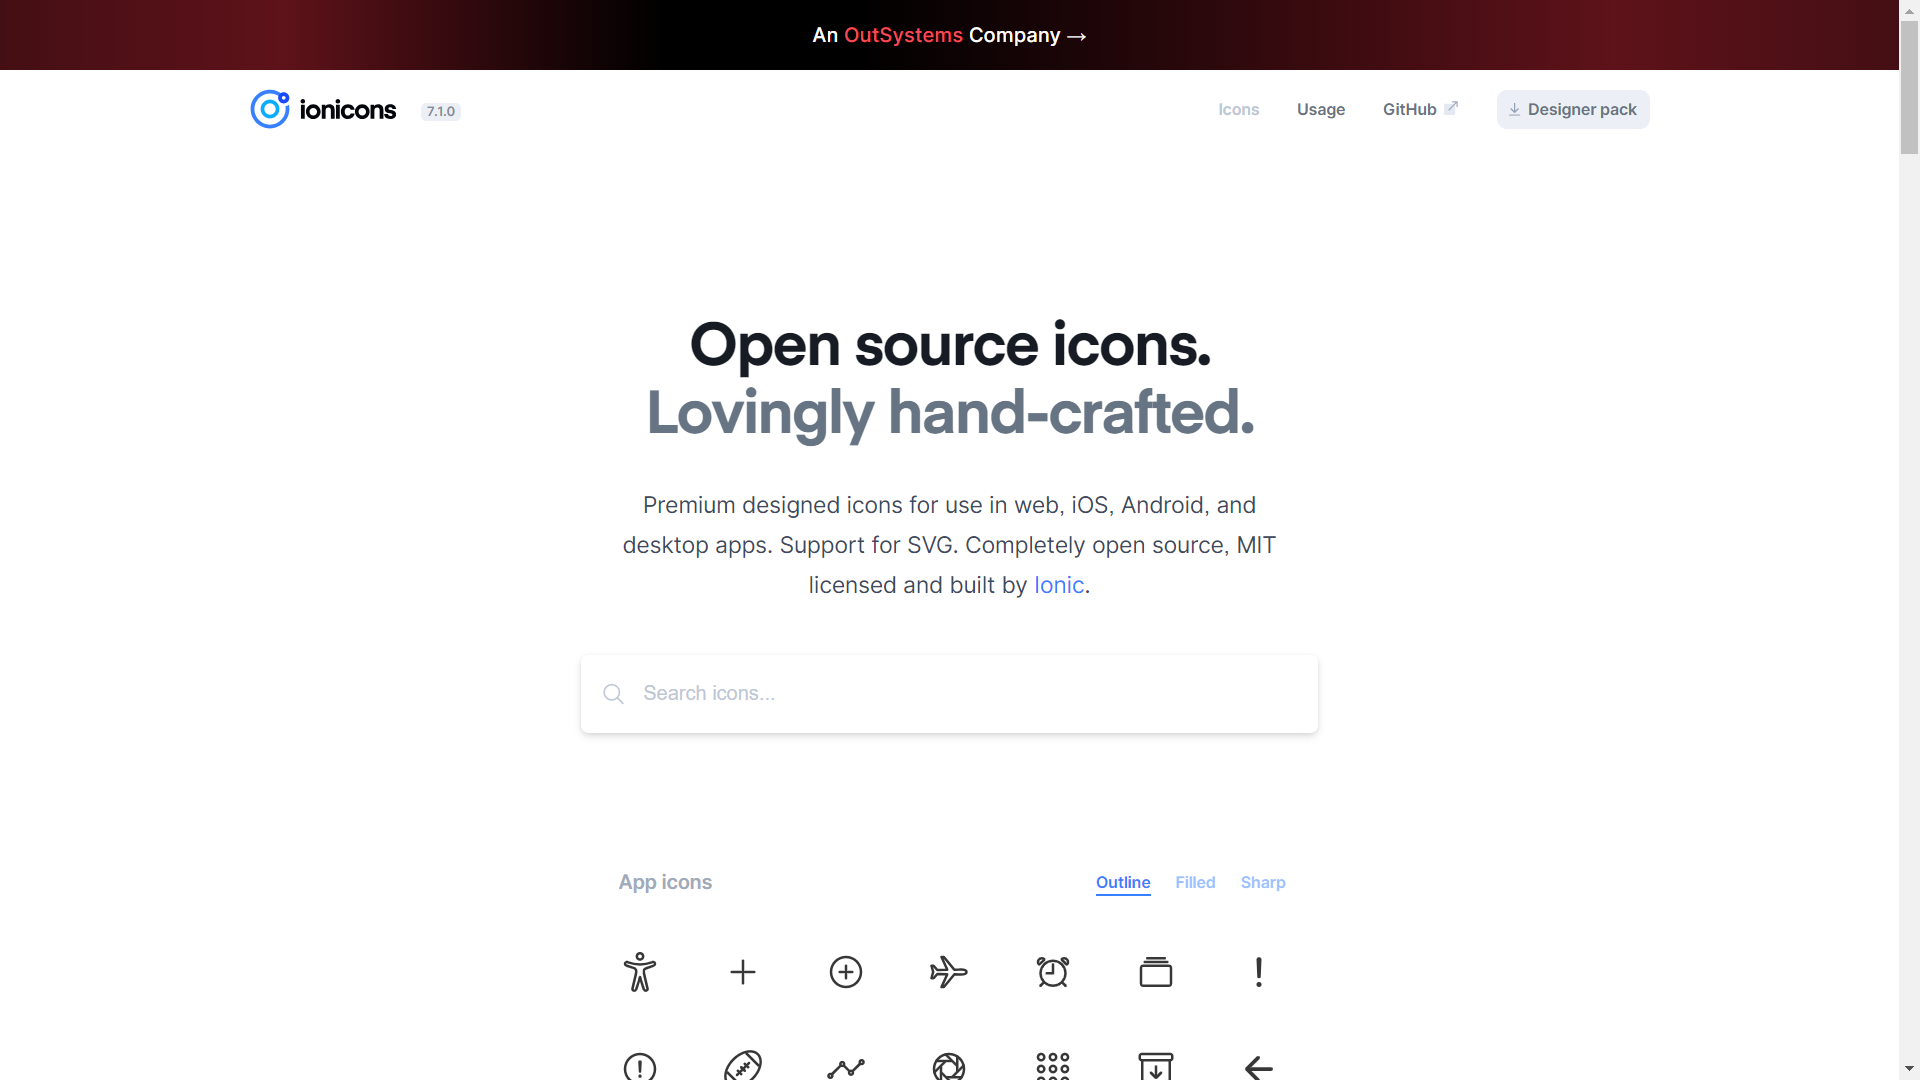 An OutSystems Company →
ionicons 7.1.0 Icons Usage GitHub Designer pack
Open source icons.
Lovingly hand-crafted.
Premium designed icons for use in web, iOS, Android, and
desktop apps. Support for SVG. Completely open source, MIT
licensed and built by Ionic.
Search icons...
App icons Outline Filled Sharp